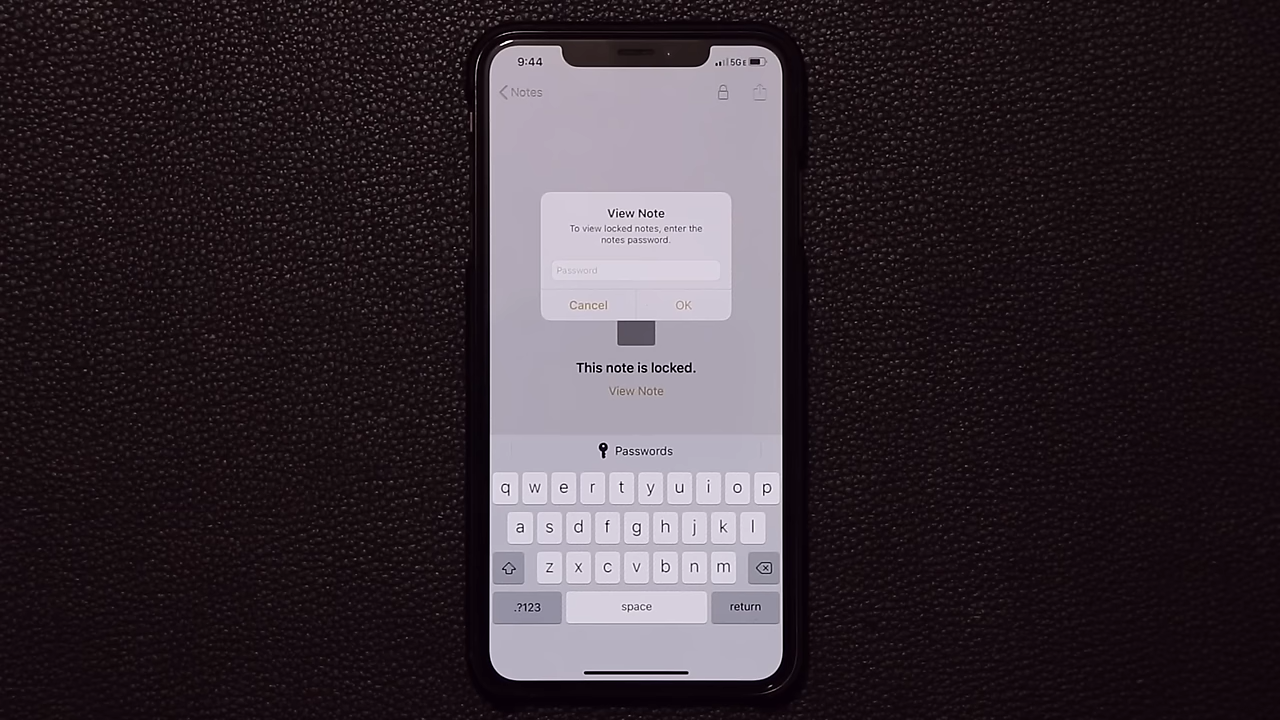 9:44
5GE
Notes
View Note
To view locked notes, enter the
notes password.
Password
Cancel
OK
This note is locked.
View Note
Passwords
q w e r t y u i o p
a s d f g h j k l
z x c v b n m
.?123
space
return